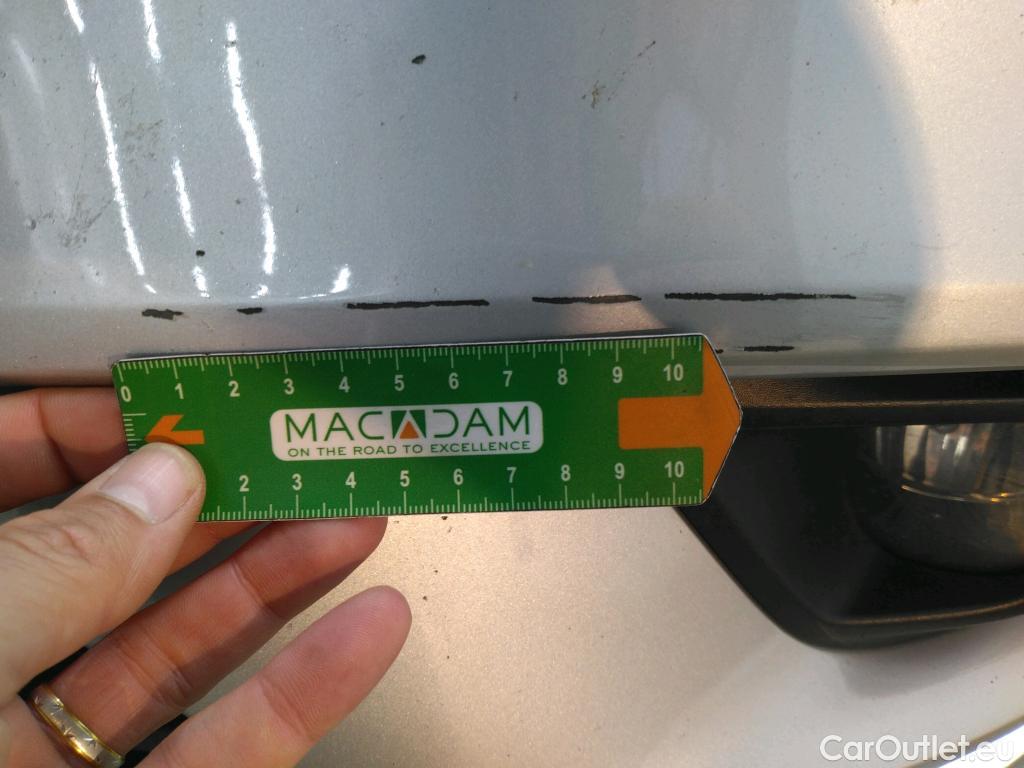 0 1 2 3 4 5 6 7 8 9 10
MACADAM
ON THE ROAD TO EXCELLENCE
2 3 4 5 6 7 8 9 10
CarOutlet.eu